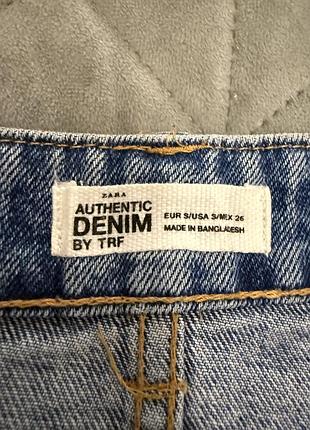 ZARA
AUTHENTIC
DENIM
BY TRF
EUR S/USA S/MEX 26
MADE IN BANGLADESH